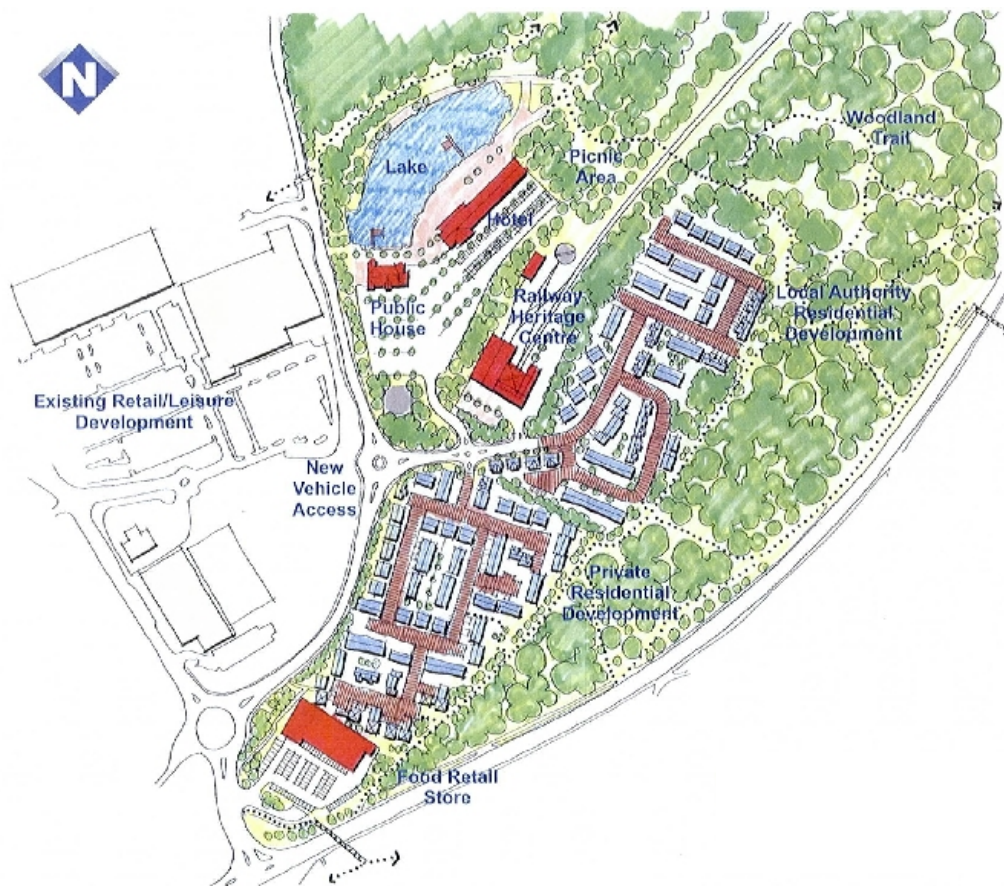 N
Woodland
Trail
Lake
Picnic
Area
Hotel
Public
House
Railway
Heritage
Centre
Local Authority
Residential
Development
Existing Retail/Leisure
Development
New
Vehicle
Access
Private
Residential
Development
Food Retail
Store